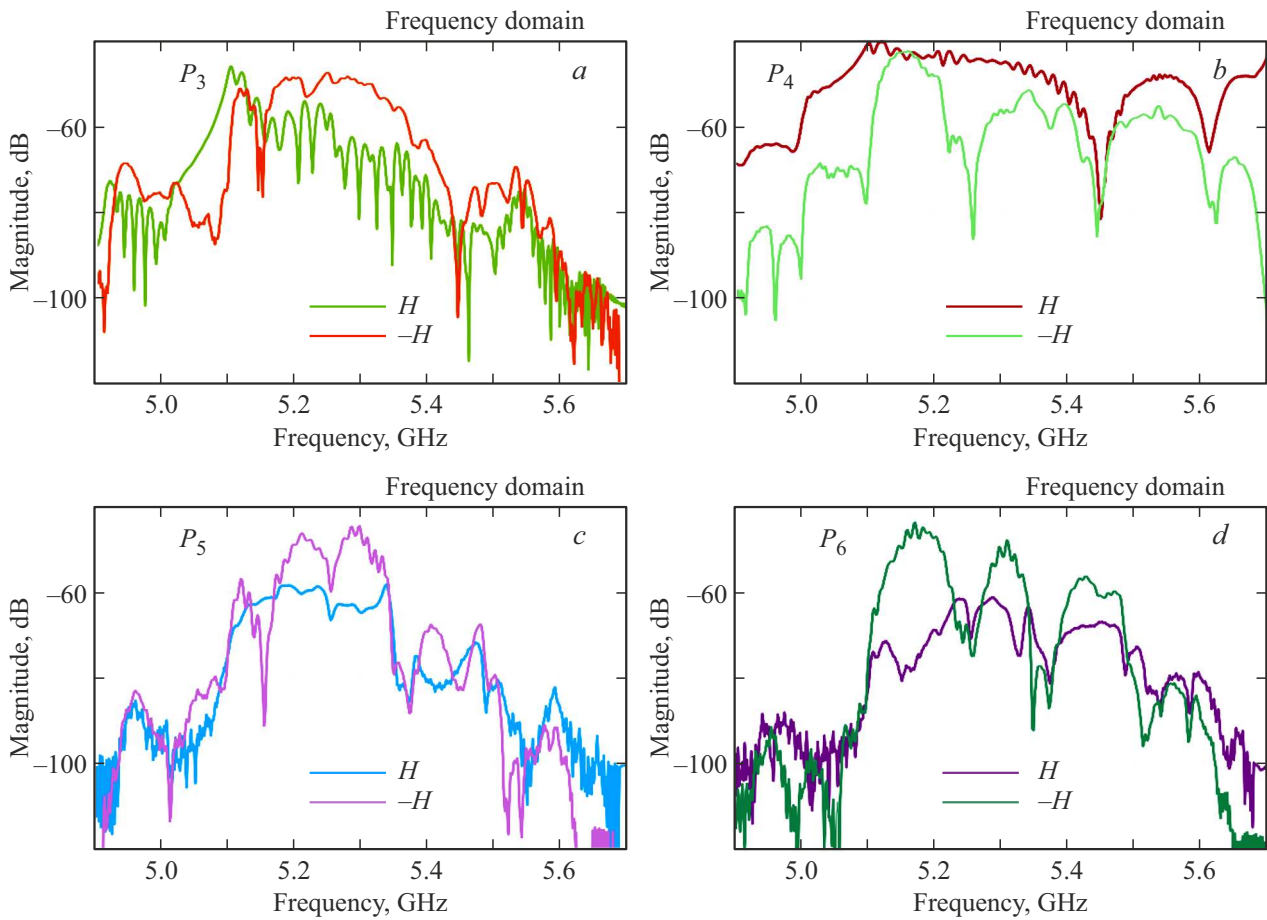 Frequency domain
P3
a
Magnitude, dB
–60
–100
H
–H
5.0 5.2 5.4 5.6
Frequency, GHz
Frequency domain
P4
b
Magnitude, dB
–60
–100
H
–H
5.0 5.2 5.4 5.6
Frequency, GHz
Frequency domain
P5
c
Magnitude, dB
–60
–100
H
–H
5.0 5.2 5.4 5.6
Frequency, GHz
Frequency domain
P6
d
Magnitude, dB
–60
–100
H
–H
5.0 5.2 5.4 5.6
Frequency, GHz